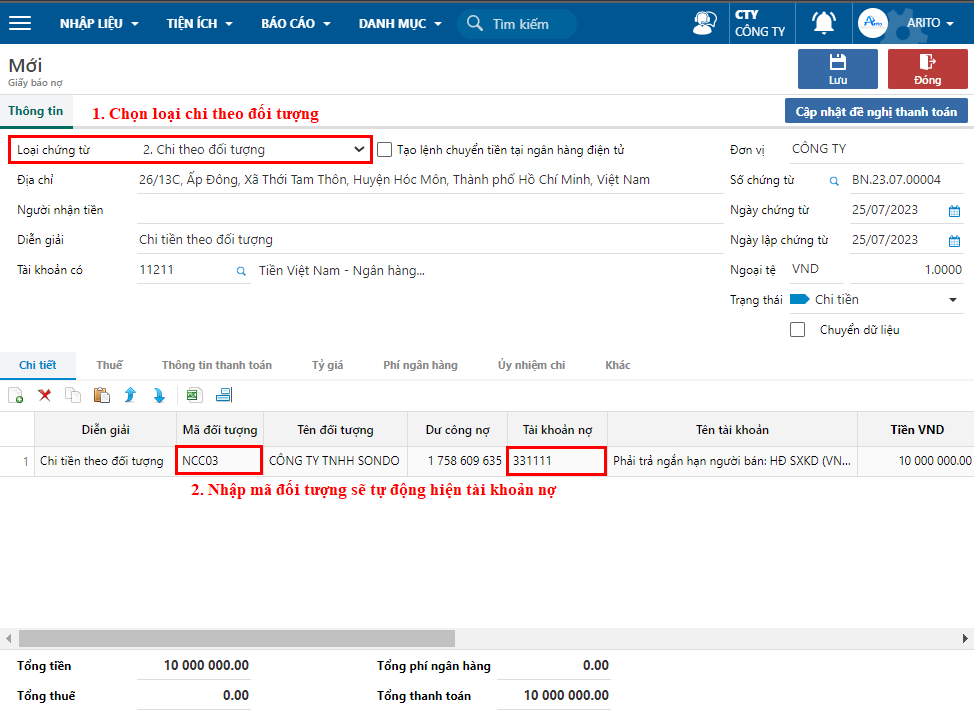 NHẬP LIỆU TIỆN ÍCH BÁO CÁO DANH MỤC Tìm kiếm CTY CÔNG TY Arito ARITO
Mới
Giấy báo nợ
Lưu Đóng
Thông tin 1. Chọn loại chi theo đối tượng Cập nhật đề nghị thanh toán
Loại chứng từ 2. Chi theo đối tượng Tạo lệnh chuyển tiền tại ngân hàng điện tử Đơn vị CÔNG TY
Địa chỉ 26/13C, Ấp Đông, Xã Thới Tam Thôn, Huyện Hóc Môn, Thành phố Hồ Chí Minh, Việt Nam Số chứng từ BN.23.07.00004
Người nhận tiền Ngày chứng từ 25/07/2023
Diễn giải Chi tiền theo đối tượng Ngày lập chứng từ 25/07/2023
Tài khoản có 11211 Tiền Việt Nam - Ngân hàng... Ngoại tệ VND 1.0000
Trạng thái Chi tiền
Chuyển dữ liệu
Chi tiết Thuế Thông tin thanh toán Tỷ giá Phí ngân hàng Ủy nhiệm chi Khác
Diễn giải Mã đối tượng Tên đối tượng Dư công nợ Tài khoản nợ Tên tài khoản Tiền VND
1 Chi tiền theo đối tượng NCC03 CÔNG TY TNHH SONDO 1 758 609 635 331111 Phải trả ngắn hạn người bán: HĐ SXKD (VN... 10 000 000.00
2. Nhập mã đối tượng sẽ tự động hiện tài khoản nợ
Tổng tiền 10 000 000.00 Tổng phí ngân hàng 0.00
Tổng thuế 0.00 Tổng thanh toán 10 000 000.00